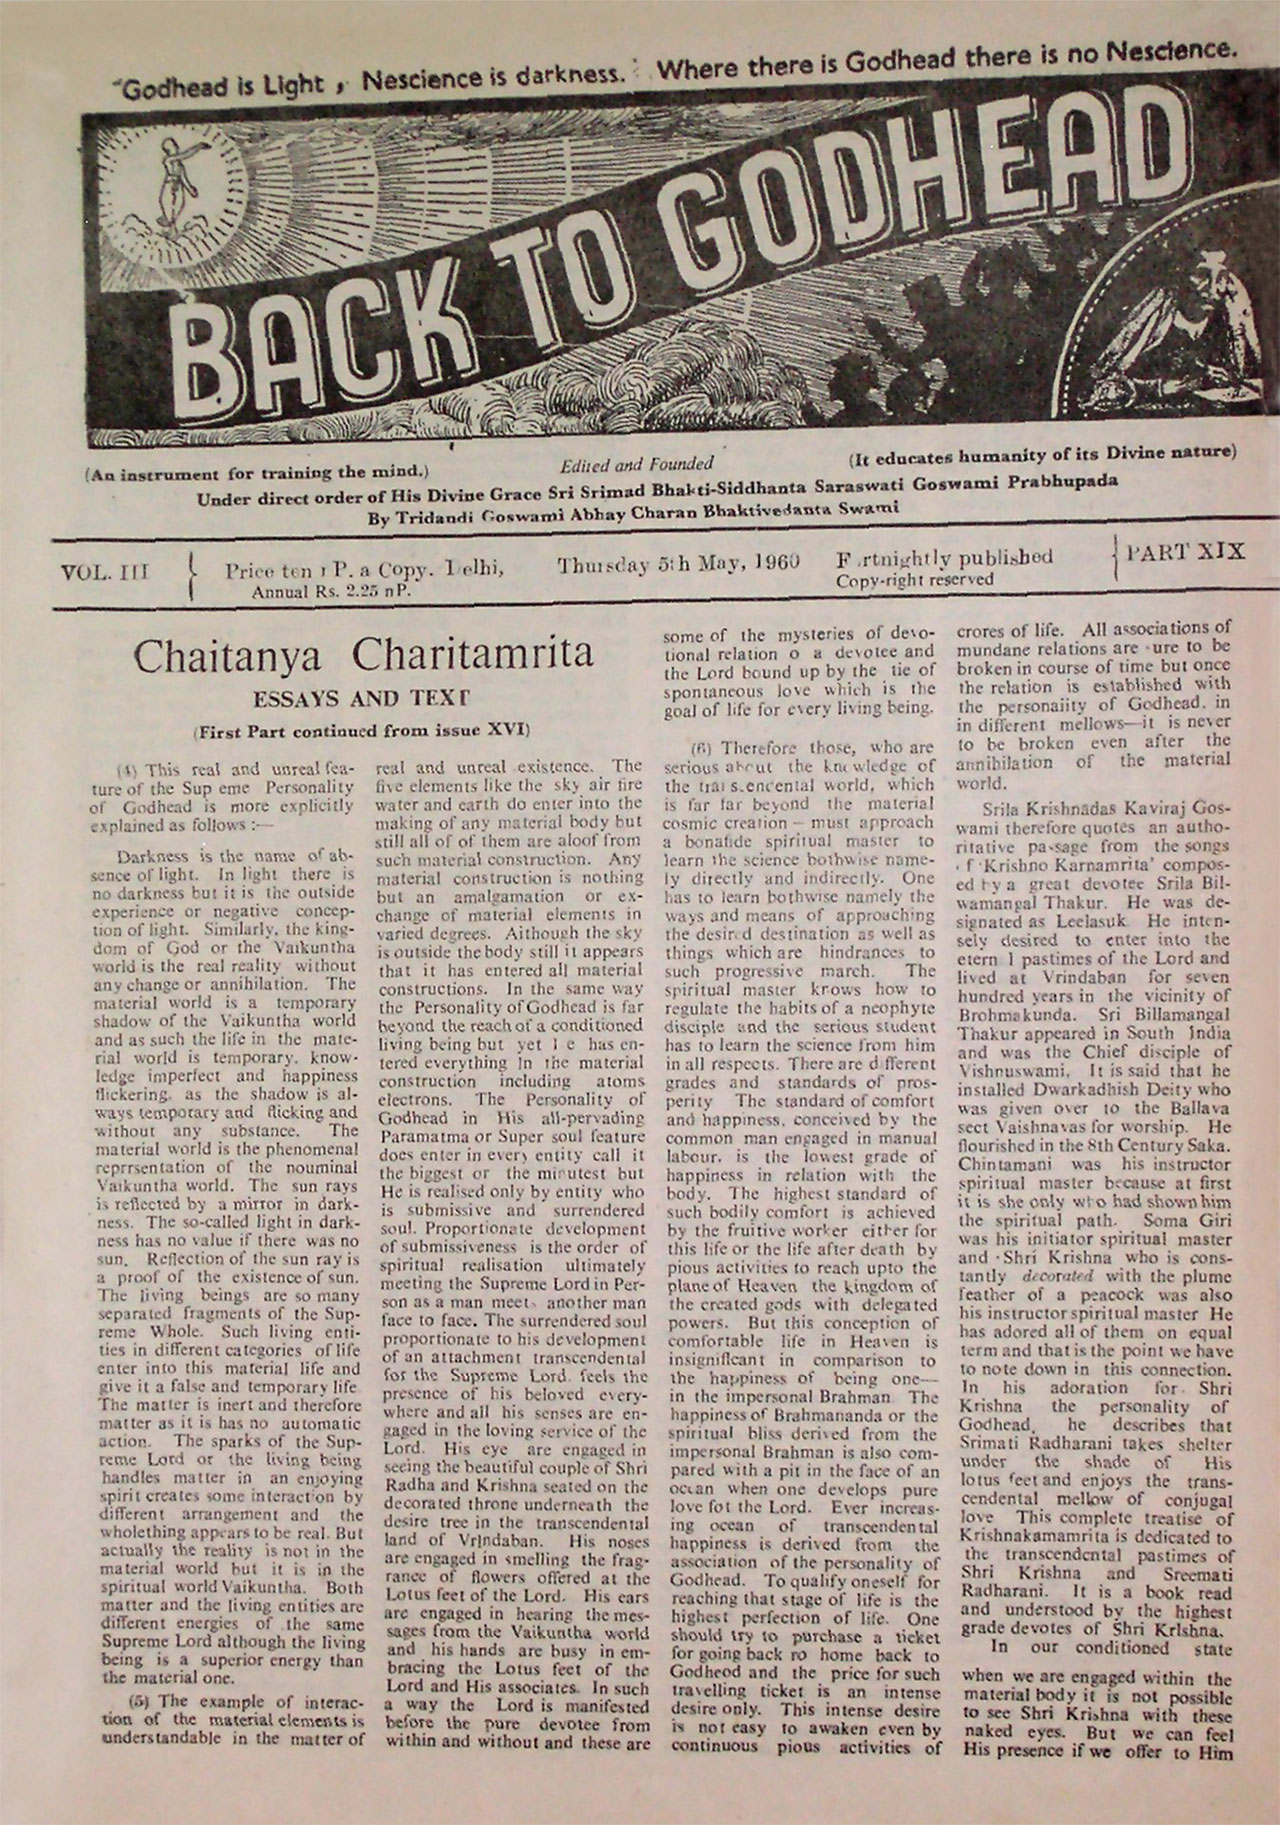 "Godhead is Light, Nescience is darkness. Where there is Godhead there is no Nescience.
BACK TO GODHEAD
(An instrument for training the mind.)
Edited and Founded
(It educates humanity of its Divine nature)
Under direct order of His Divine Grace Sri Srimad Bhakti-Siddhanta Saraswati Goswami Prabhupada
By Tridandi Goswami Abhay Charan Bhaktivedanta Swami
VOL. III
Price ten n P. a Copy. Delhi,
Annual Rs. 2.25 nP.
Thursday 5th May, 1960
F rtnightly published
Copy-right reserved
PART XIX
Chaitanya Charitamrita
ESSAYS AND TEXT
(First Part continued from issue XVI)
(4) This real and unreal fea-
ture of the Sup eme Personality
of Godhead is more explicitly
explained as follows :—
Darkness is the name of ab-
sence of light. In light there is
no darkness but it is the outside
experience or negative concep-
tion of light. Similarly, the king-
dom of God or the Vaikuntha
world is the real reality without
any change or annihilation. The
material world is a temporary
shadow of the Vaikuntha world
and as such the life in the mate-
rial world is temporary, know-
ledge imperfect and happiness
flickering, as the shadow is al-
ways temporary and flicking and
without any substance. The
material world is the phenomenal
reprrsentation of the nouminal
Vaikuntha world. The sun rays
is reflected by a mirror in dark-
ness. The so-called light in dark-
ness has no value if there was no
sun. Reflection of the sun ray is
a proof of the existence of sun.
The living beings are so many
separated fragments of the Sup-
reme Whole. Such living enti-
ties in different categories of life
enter into this material life and
give it a false and temporary life
The matter is inert and therefore
matter as it is has no automatic
action. The sparks of the Sup-
reme Lord or the living being
handles matter in an enjoying
spirit creates some interaction by
different arrangement and the
wholething appears to be real. But
actually the reality is not in the
material world but it is in the
spiritual world Vaikuntha. Both
matter and the living entities are
different energies of the same
Supreme Lord although the living
being is a superior energy than
the material one.
(5) The example of interac-
tion of the material elements is
understandable in the matter of
real and unreal existence. The
five elements like the sky air fire
water and earth do enter into the
making of any material body but
still all of of them are aloof from
such material construction. Any
material construction is nothing
but an amalgamation or ex-
change of material elements in
varied degrees. Although the sky
is outside the body still it appears
that it has entered all material
constructions. In the same way
the Personality of Godhead is far
beyond the reach of a conditioned
living being but yet He has en-
tered everything In the material
construction including atoms
electrons. The Personality of
Godhead in His all-pervading
Paramatma or Super soul feature
does enter in every entity call it
the biggest or the minutest but
He is realised only by entity who
is submissive and surrendered
soul. Proportionate development
of submissiveness is the order of
spiritual realisation ultimately
meeting the Supreme Lord in Per-
son as a man meets another man
face to face. The surrendered soul
proportionate to his development
of an attachment transcendental
for the Supreme Lord feels the
presence of his beloved every-
where and all his senses are en-
gaged in the loving service of the
Lord. His eye are engaged in
seeing the beautiful couple of Shri
Radha and Krishna seated on the
decorated throne underneath the
desire tree in the transcendental
land of VrIndaban. His noses
are engaged in smelling the frag-
rance of flowers offered at the
Lotus feet of the Lord. His ears
are engaged in hearing the mes-
sages from the Vaikuntha world
and his hands are busy in em-
bracing the Lotus feet of the
Lord and His associates. In such
a way the Lord is manifested
before the pure devotee from
within and without and these are
some of the mysteries of devo-
tional relation o a devotee and
the Lord bound up by the tie of
spontaneous love which is the
goal of life for every living being.
(6) Therefore those, who are
serious about the knowledge of
the transcental world, which
is far far beyond the material
cosmic creation – must approach
a bonafide spiritual master to
learn the science bothwise name-
ly directly and indirectly. One
has to learn bothwise namely the
ways and means of approaching
the desired destination as well as
things which are hindrances to
such progressive march. The
spiritual master knows how to
regulate the habits of a neophyte
disciple and the serious student
has to learn the science from him
in all respects. There are d fferent
grades and standards of pros-
perity The standard of comfort
and happiness, conceived by the
common man engaged in manual
labour, is the lowest grade of
happiness in relation with the
body. The highest standard of
such bodily comfort is achieved
by the fruitive worker either for
this life or the life after death by
pious activities to reach upto the
plane of Heaven the kingdom of
the created gods with delegated
powers. But this conception of
comfortable life in Heaven is
insignificant in comparison to
the happiness of being one—
in the impersonal Brahman The
happiness of Brahmananda or the
spiritual bliss derived from the
impersonal Brahman is also com-
pared with a pit in the face of an
ocean when one develops pure
love fot the Lord. Ever increas-
ing ocean of transcendental
happiness is derived from the
association of the personality of
Godhead. To qualify oneself for
reaching that stage of life is the
highest perfection of life. One
should try to purchase a ticket
for going back ro home back to
Godheod and the price for such
travelling ticket is an intense
desire only. This intense desire
is not easy to awaken even by
continuous pious activities of
crores of life. All associations of
mundane relations are ure to be
broken in course of time but once
the relation is established with
the personaiity of Godhead. in
in different mellows—it is never
to be broken even after the
annihilation of the material
world.
Srila Krishnadas Kaviraj Gos-
wami therefore quotes an autho-
ritative passage from the songs
f 'Krishno Karnamrita' compos-
ed by a great devotee Srila Bil-
wamangal Thakur. He was de-
signated as Leelasuk. He inten-
sely desired to enter into the
etern l pastimes of the Lord and
lived at Vrindaban for seven
hundred years in the vicinity of
Brohmakunda. Sri Billamangal
Thakur appeared in South India
and was the Chief disciple of
Vishnuswami. It is said that he
installed Dwarkadhish Deity who
was given over to the Ballava
sect Vaishnavas for worship. He
flourished in the 8th Century Saka.
Chintamani was his instructor
spiritual master because at first
it is she only who had shown him
the spiritual path. Soma Giri
was his initiator spiritual master
and Shri Krishna who is cons-
tantly decorated with the plume
feather of a peacock was also
his instructor spiritual master He
has adored all of them on equal
term and that is the point we have
to note down in this connection.
In his adoration for Shri
Krishna the personality of
Godhead, he describes that
Srimati Radharani takes shelter
under the shade of His
lotus feet and enjoys the trans-
cendental mellow of conjugal
love This complete treatise of
Krishnakamamrita is dedicated to
the transcendental pastimes of
Shri Krishna and Sreemati
Radharani. It is a book read
and understood by the highest
grade devotes of Shri KrIshna.
In our conditioned state
when we are engaged within the
material body it is not possible
to see Shri Krishna with these
naked eyes. But we can feel
His presence if we offer to Him